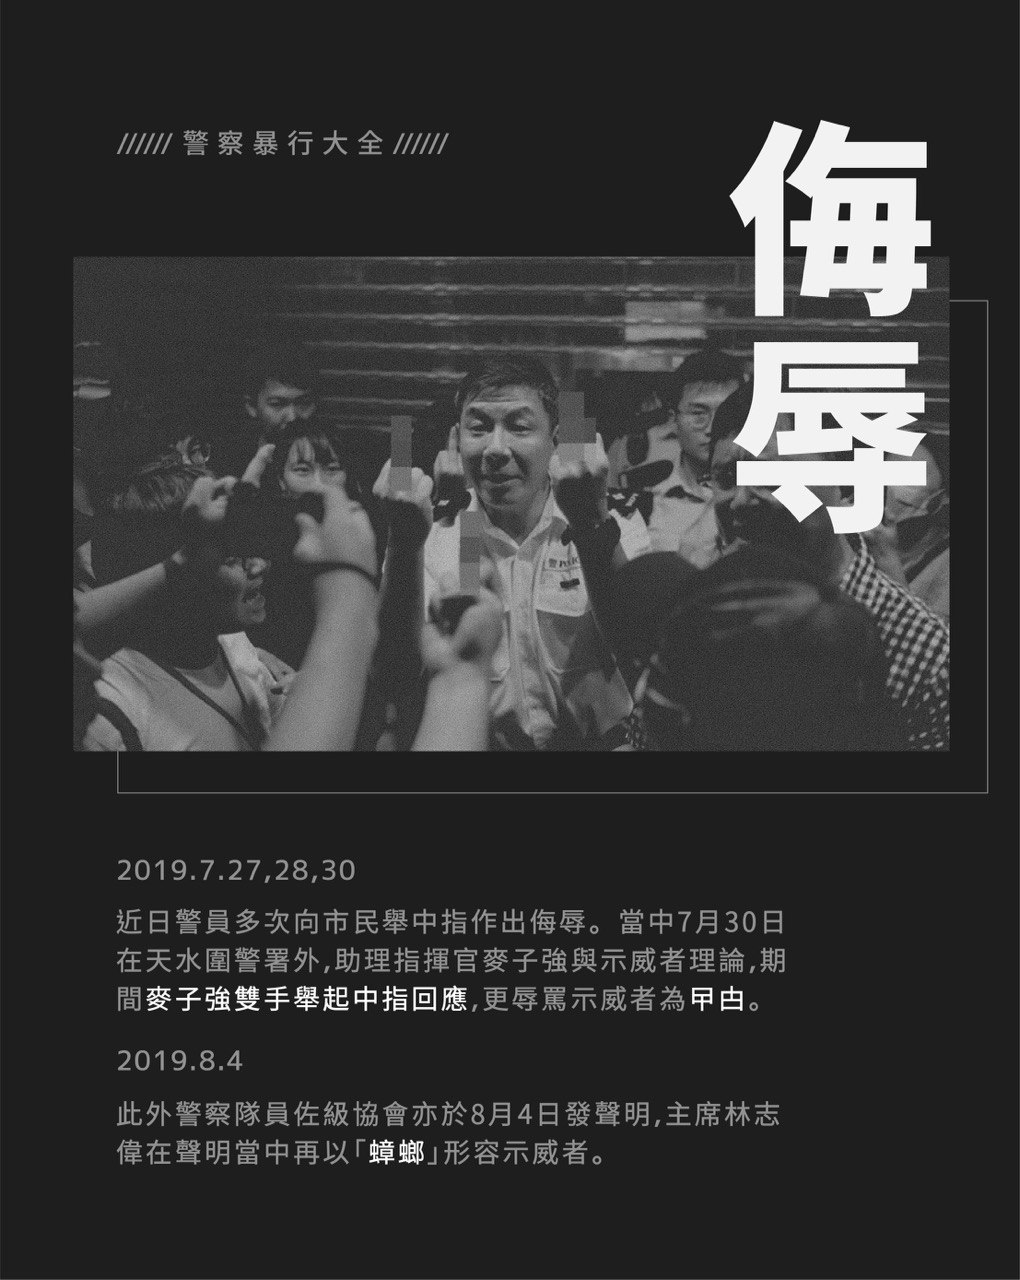 ////// 警察暴行大全 //////
侮辱
2019.7.27,28,30
近日警員多次向市民舉中指作出侮辱。當中7月30日
在天水圍警署外,助理指揮官麥子強與示威者理論,期
間麥子強雙手舉起中指回應,更辱罵示威者為曱甴。
2019.8.4
此外警察隊員佐級協會亦於8月4日發聲明,主席林志
偉在聲明當中再以「蟑螂」形容示威者。